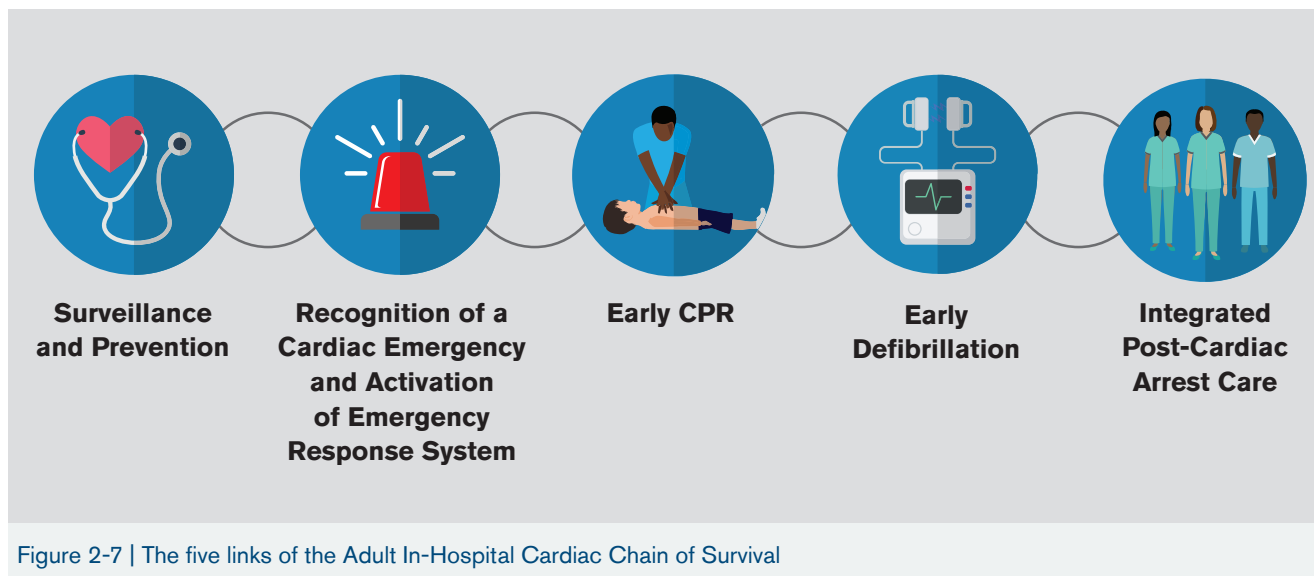 Surveillance
and Prevention
Recognition of a
Cardiac Emergency
and Activation
of Emergency
Response System
Early CPR
Early
Defibrillation
Integrated
Post-Cardiac
Arrest Care
Figure 2-7 | The five links of the Adult In-Hospital Cardiac Chain of Survival